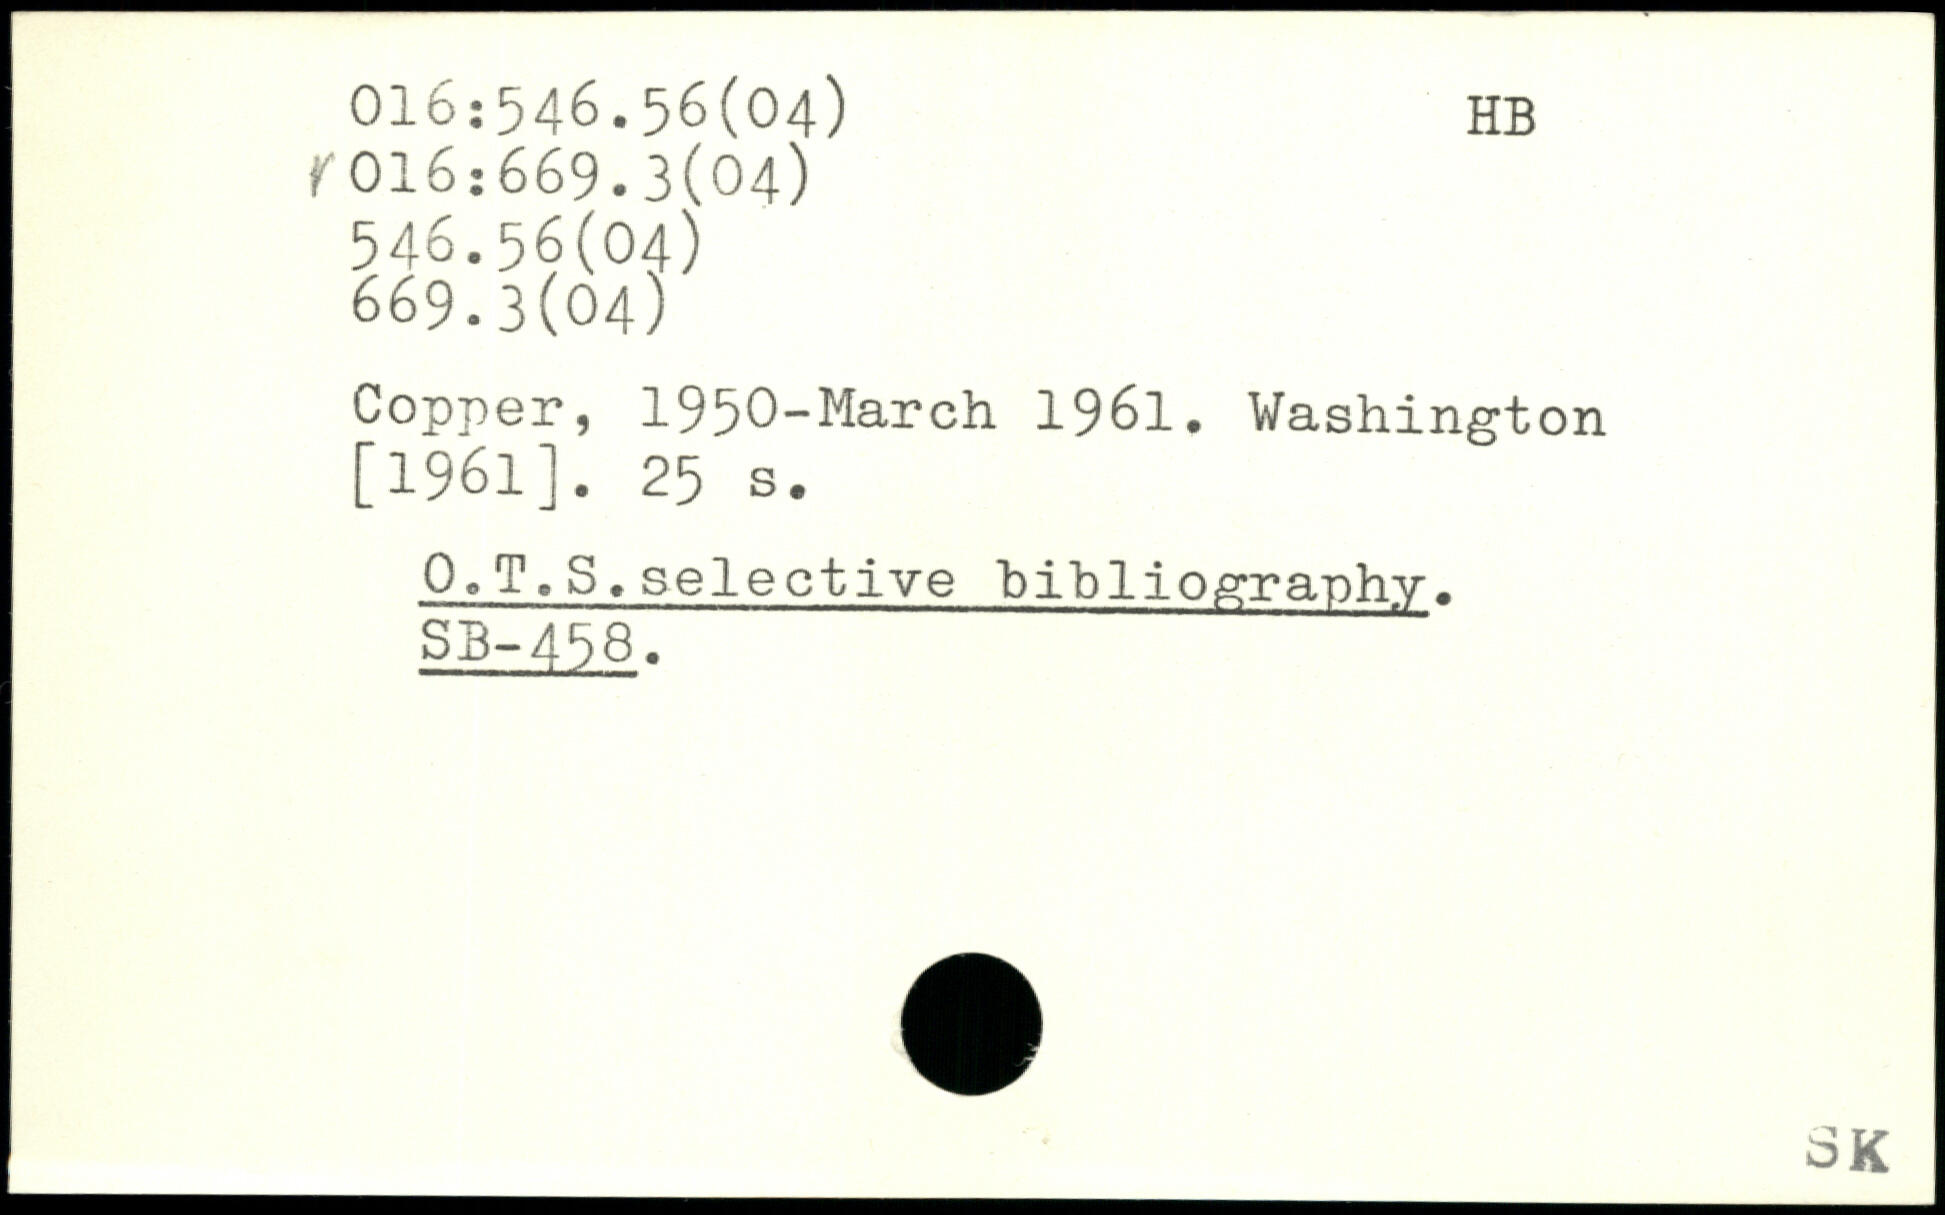 016:546.56(04) HB
016:669.3(04)
546.56(04)
669.3(04)
Copper, 1950-March 1961. Washington
[1961]. 25 s.
O.T.S.selective bibliography.
SB-458.
SK